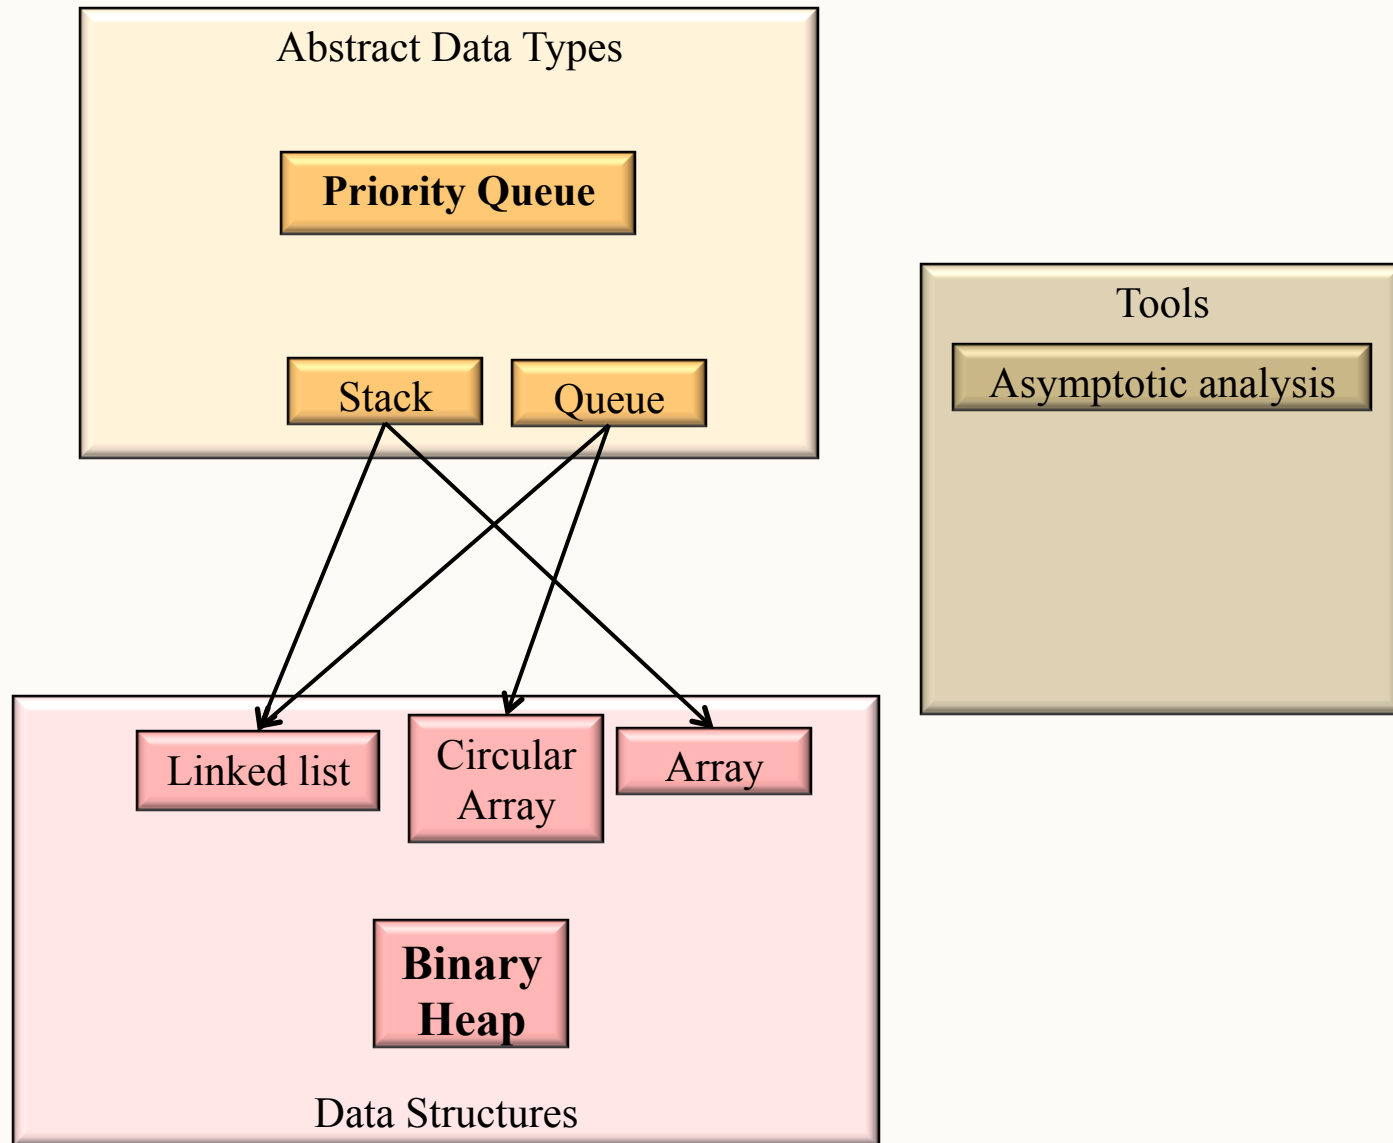 Abstract Data Types
Priority Queue
Stack
Queue
Tools
Asymptotic analysis
Linked list
Circular
Array
Array
Binary
Heap
Data Structures